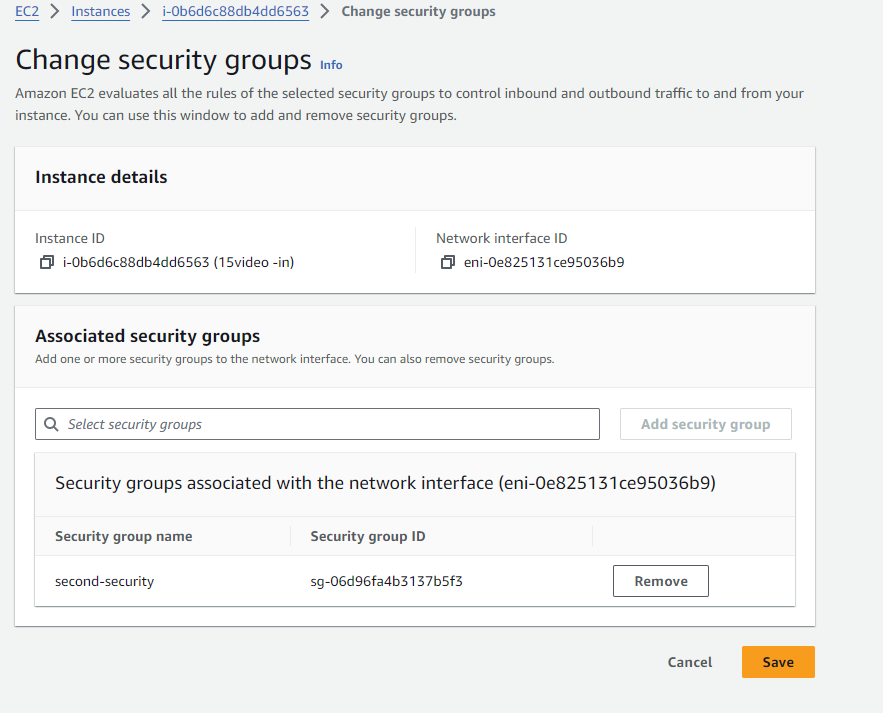 EC2 > Instances > i-0b6d6c88db4dd6563 > Change security groups
Change security groups Info
Amazon EC2 evaluates all the rules of the selected security groups to control inbound and outbound traffic to and from your
instance. You can use this window to add and remove security groups.
Instance details
Instance ID Network interface ID
i-0b6d6c88db4dd6563 (15video -in) eni-0e825131ce95036b9
Associated security groups
Add one or more security groups to the network interface. You can also remove security groups.
Select security groups Add security group
Security groups associated with the network interface (eni-0e825131ce95036b9)
Security group name Security group ID
second-security sg-06d96fa4b3137b5f3 Remove
Cancel Save